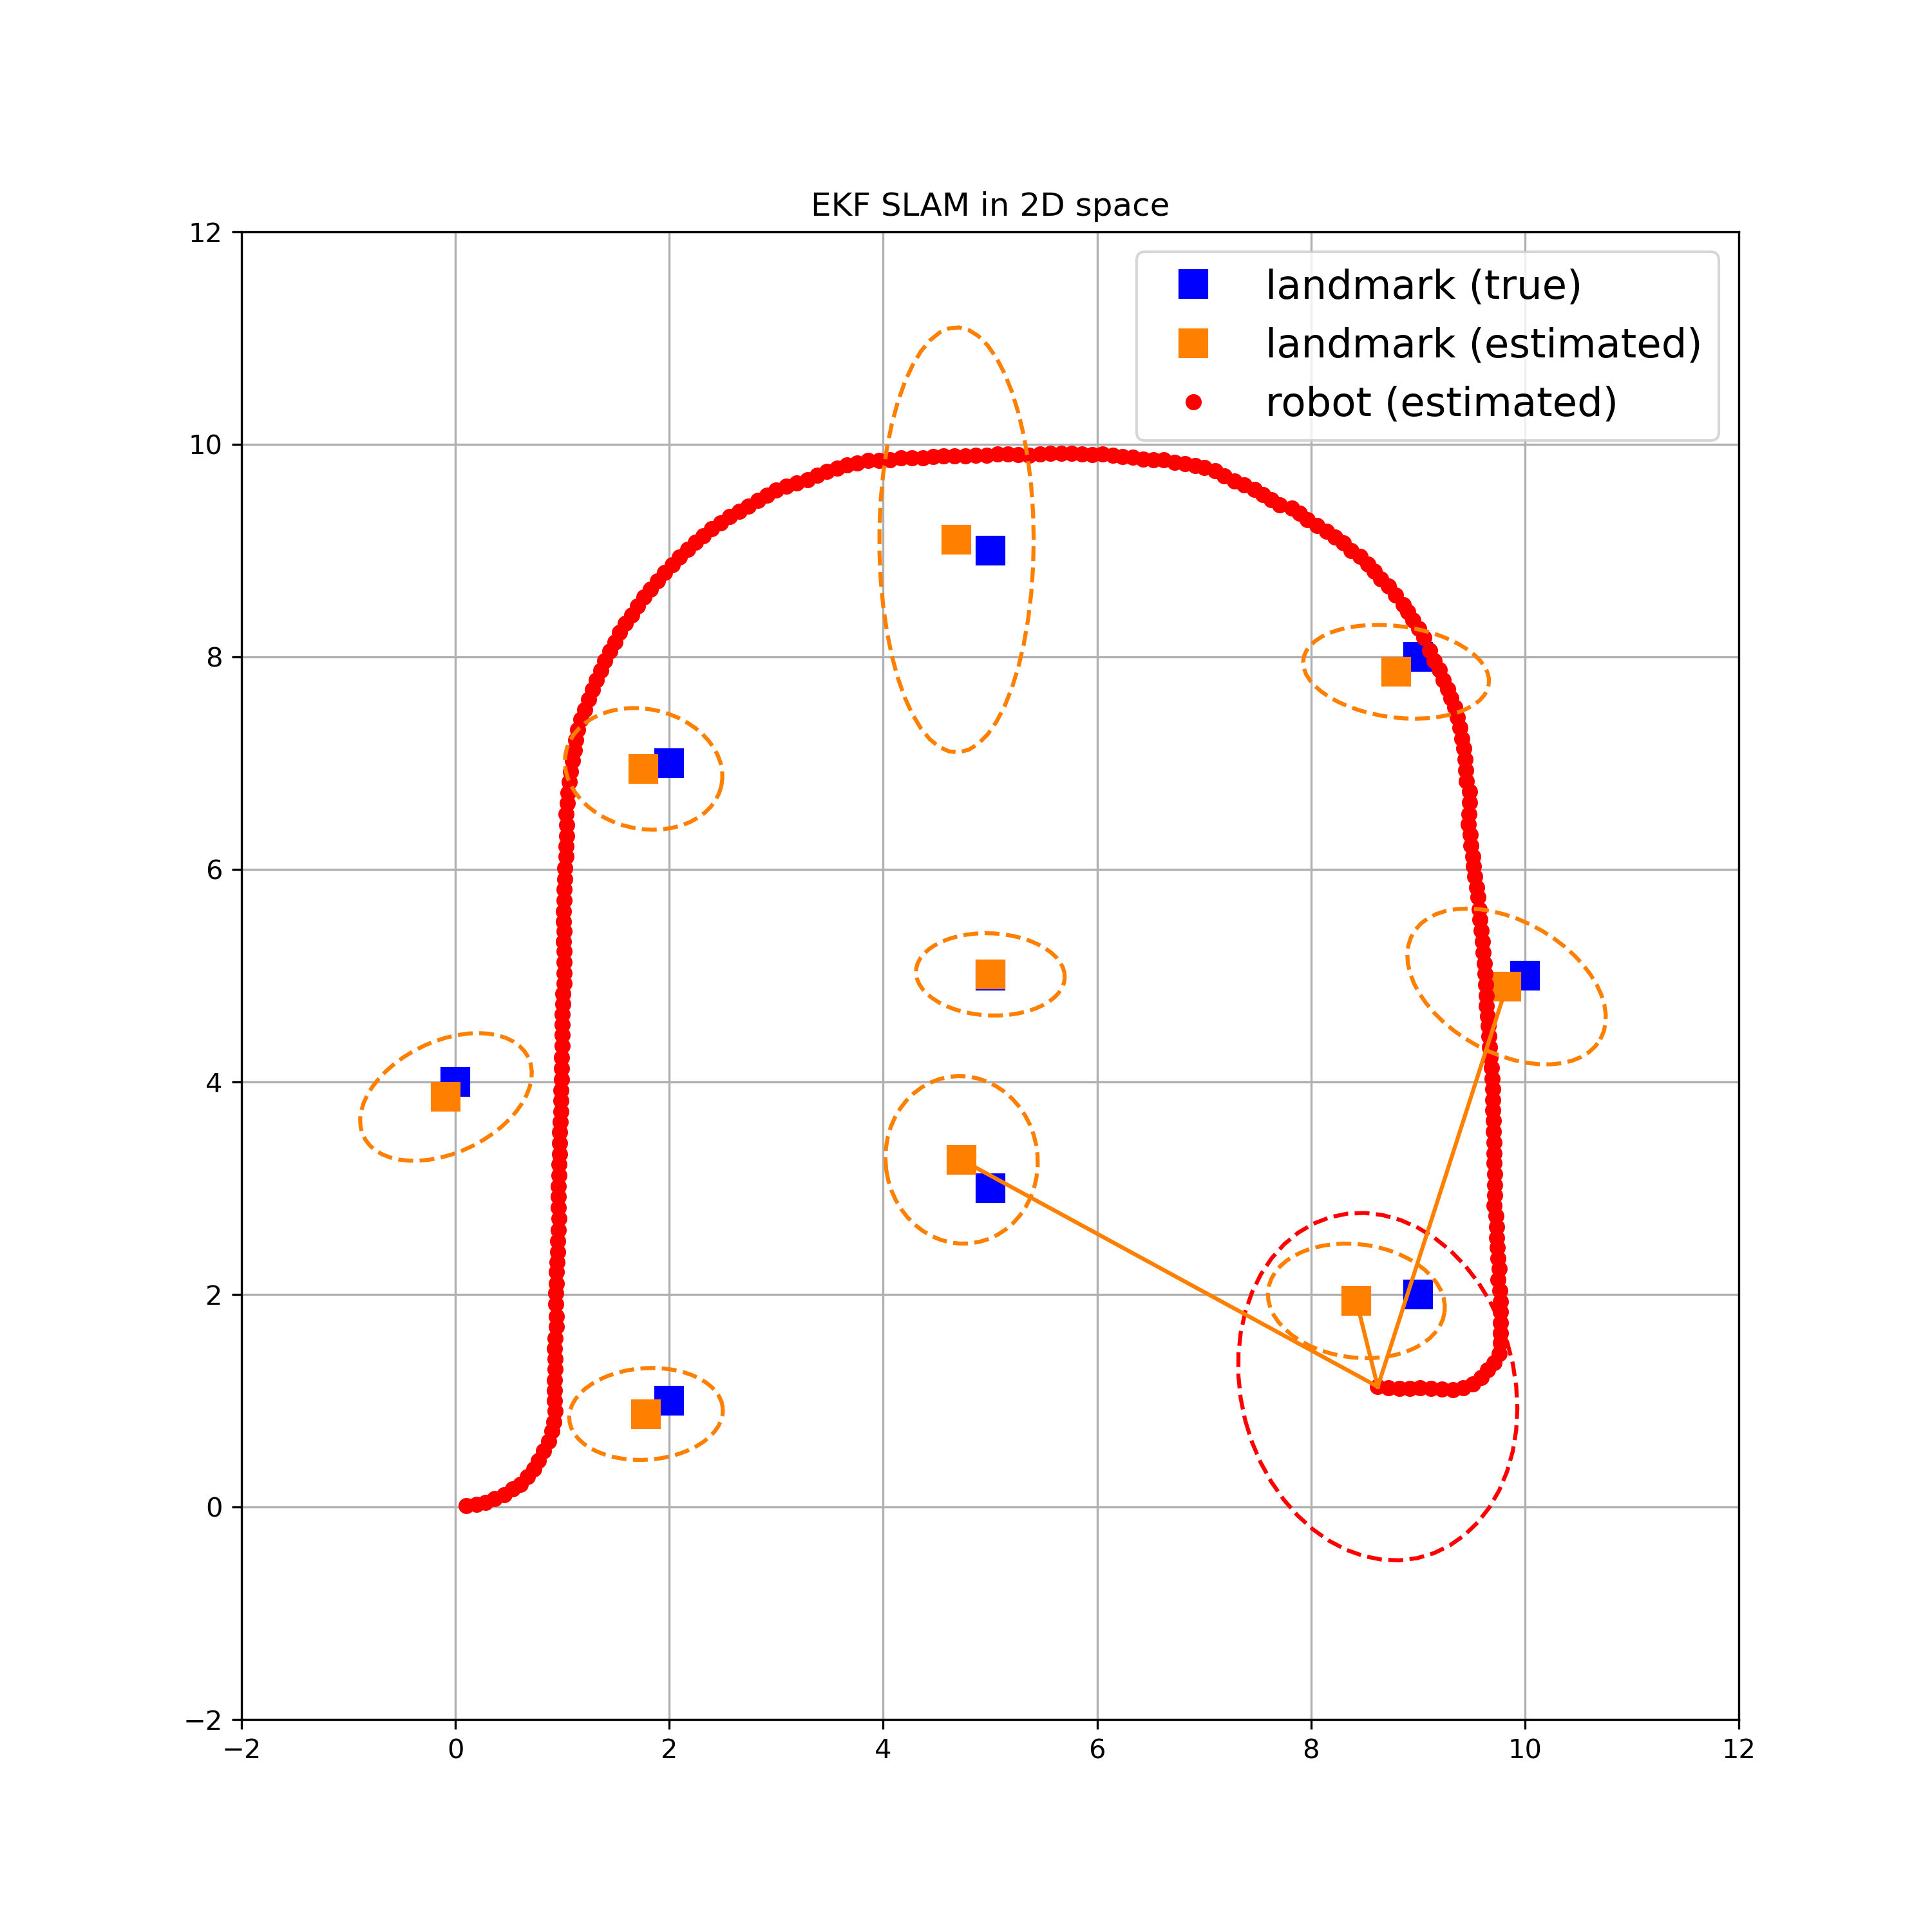 EKF SLAM in 2D space
12
landmark (true)
landmark (estimated)
robot (estimated)
10
8
6
4
2
0
−2
−2 0 2 4 6 8 10 12